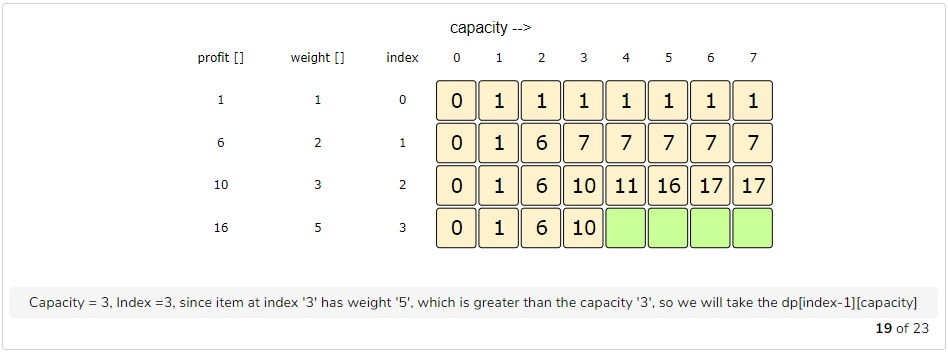 capacity -->
profit [] weight [] index 0 1 2 3 4 5 6 7
1 1 0 0 1 1 1 1 1 1 1
6 2 1 0 1 6 7 7 7 7 7
10 3 2 0 1 6 10 11 16 17 17
16 5 3 0 1 6 10
Capacity = 3, Index =3, since item at index '3' has weight '5', which is greater than the capacity '3', so we will take the dp[index-1][capacity]
19 of 23